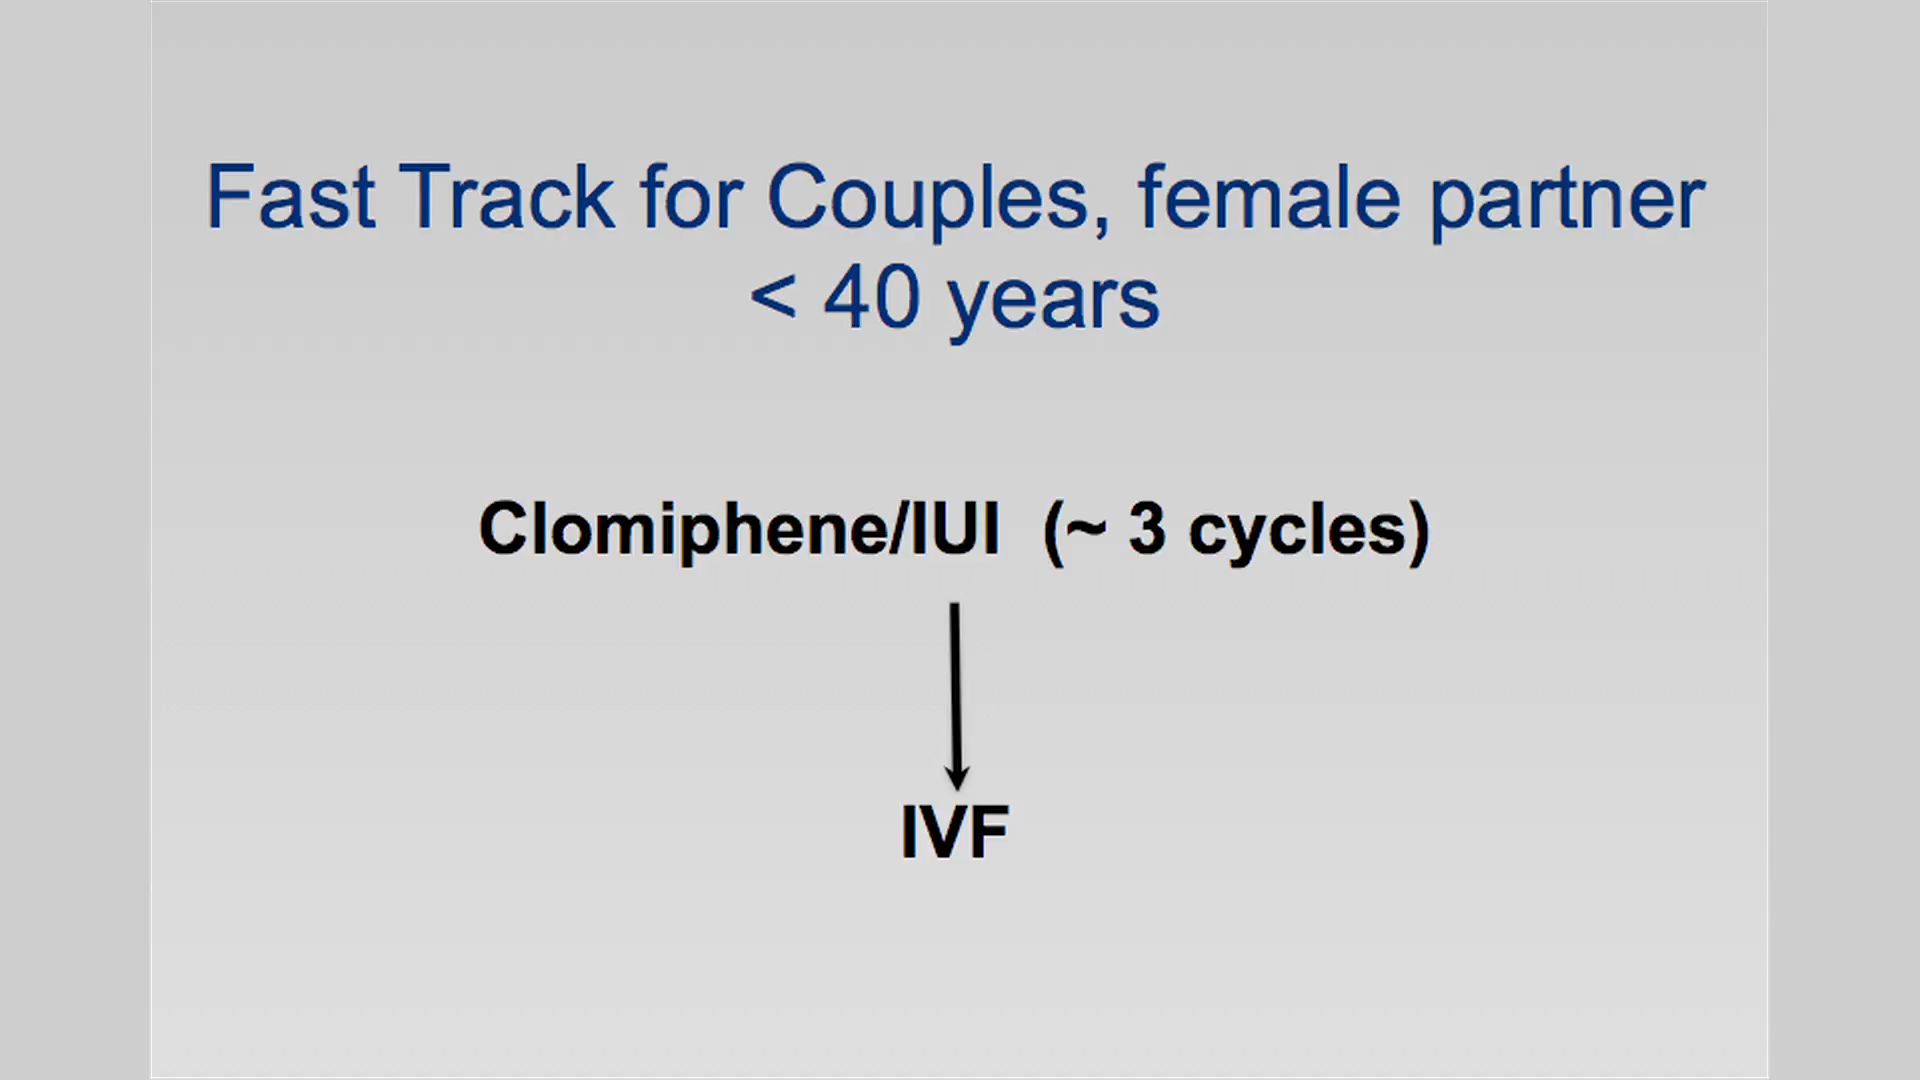 Fast Track for Couples, female partner
< 40 years
Clomiphene/IUI (~ 3 cycles)
IVF